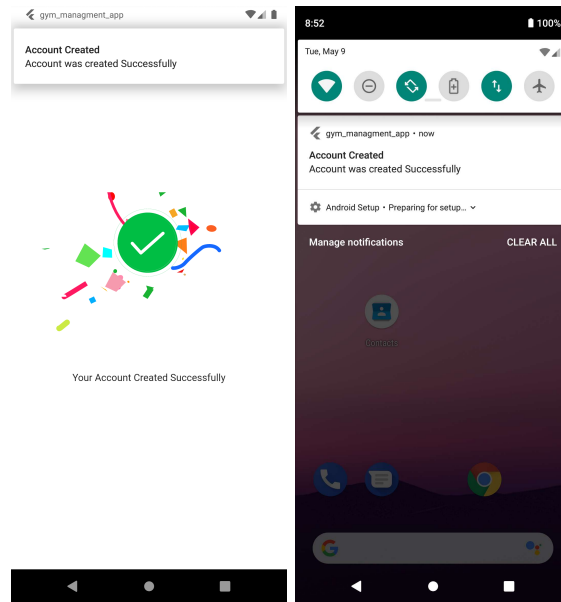 gym_managment_app
Account Created
Account was created Successfully
Your Account Created Successfully
8:52
100%
Tue, May 9
gym_managment_app • now
Account Created
Account was created Successfully
Android Setup • Preparing for setup...
Manage notifications
CLEAR ALL
Contacts
G